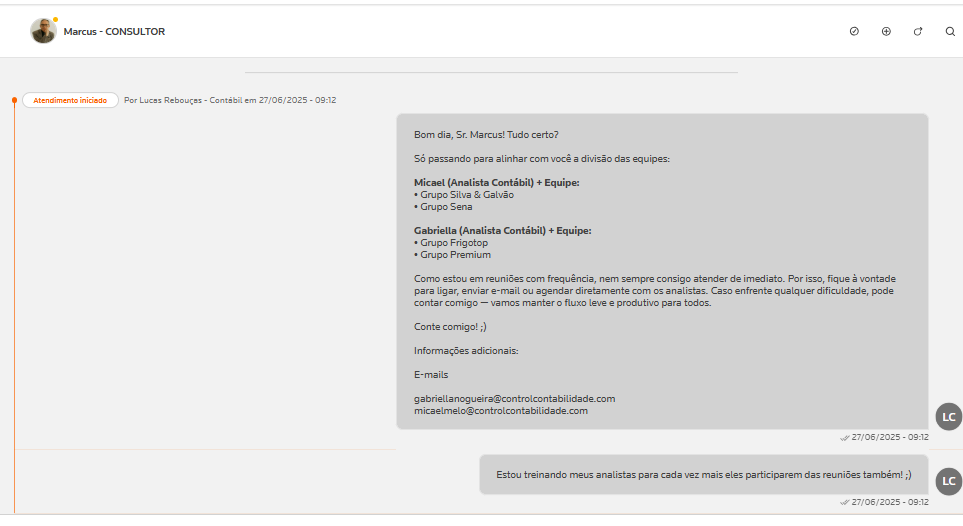 Marcus - CONSULTOR
Atendimento iniciado Por Lucas Rebouças - Contábil em 27/06/2025 - 09:12
Bom dia, Sr. Marcus! Tudo certo?
Só passando para alinhar com você a divisão das equipes:
Micael (Analista Contábil) + Equipe:
• Grupo Silva & Galvão
• Grupo Sena
Gabriella (Analista Contábil) + Equipe:
• Grupo Frigotop
• Grupo Premium
Como estou em reuniões com frequência, nem sempre consigo atender de imediato. Por isso, fique à vontade
para ligar, enviar e-mail ou agendar diretamente com os analistas. Caso enfrente qualquer dificuldade, pode
contar comigo — vamos manter o fluxo leve e produtivo para todos.
Conte comigo! ;)
Informações adicionais:
E-mails
gabriellanogueira@controlcontabilidade.com
micaelmelo@controlcontabilidade.com
LC
27/06/2025 - 09:12
Estou treinando meus analistas para cada vez mais eles participarem das reuniões também! ;)
LC
27/06/2025 - 09:12